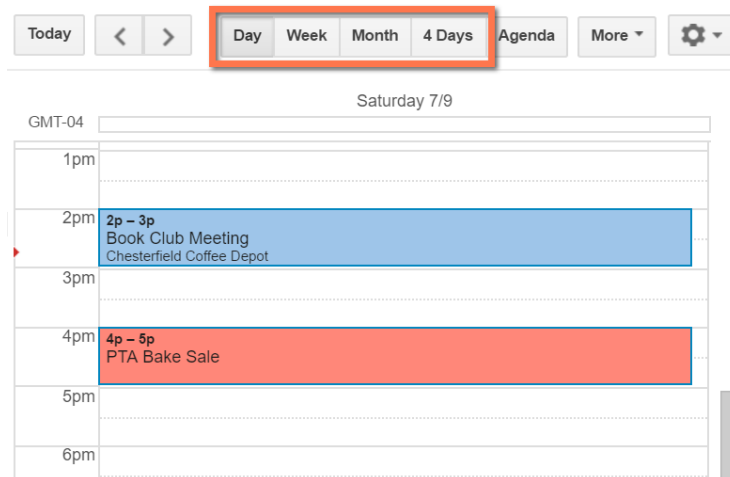 Today Day Week Month 4 Days Agenda More
Saturday 7/9
GMT-04
1pm
2pm 2p – 3p
Book Club Meeting
Chesterfield Coffee Depot
3pm
4pm 4p – 5p
PTA Bake Sale
5pm
6pm